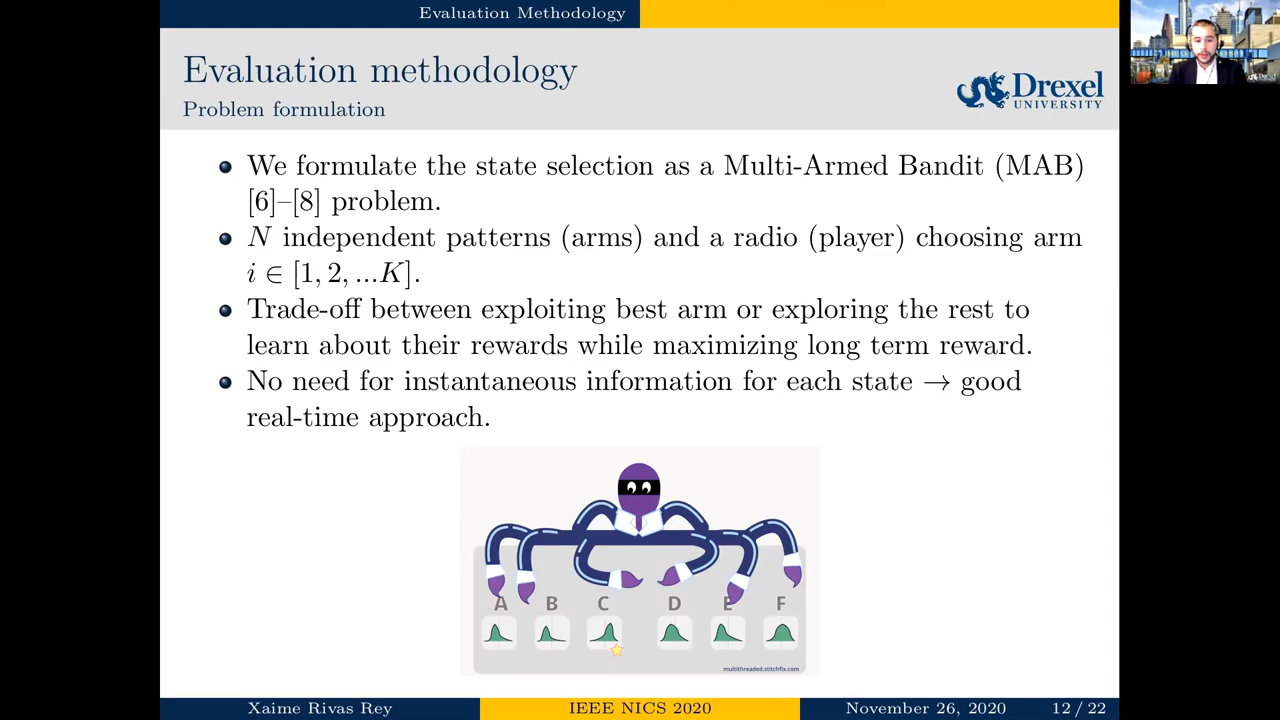 Evaluation Methodology
Evaluation methodology
Problem formulation
Drexel
UNIVERSITY
We formulate the state selection as a Multi-Armed Bandit (MAB)
[6]–[8] problem.
N independent patterns (arms) and a radio (player) choosing arm
i ∈ [1, 2, ...K].
Trade-off between exploiting best arm or exploring the rest to
learn about their rewards while maximizing long term reward.
No need for instantaneous information for each state → good
real-time approach.
A B C D E F
multithreaded.stitchfix.com
Xaime Rivas Rey IEEE NICS 2020 November 26, 2020 12 / 22